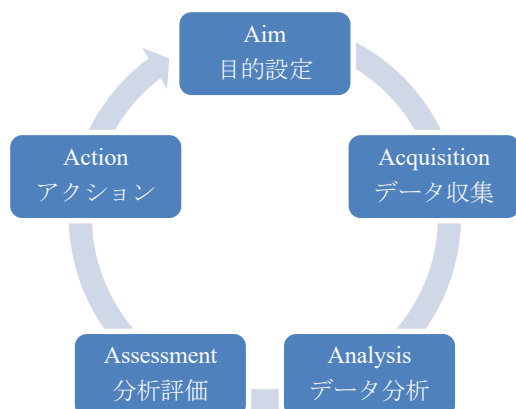 Aim
目的設定
Acquisition
データ収集
Analysis
データ分析
Assessment
分析評価
Action
アクション